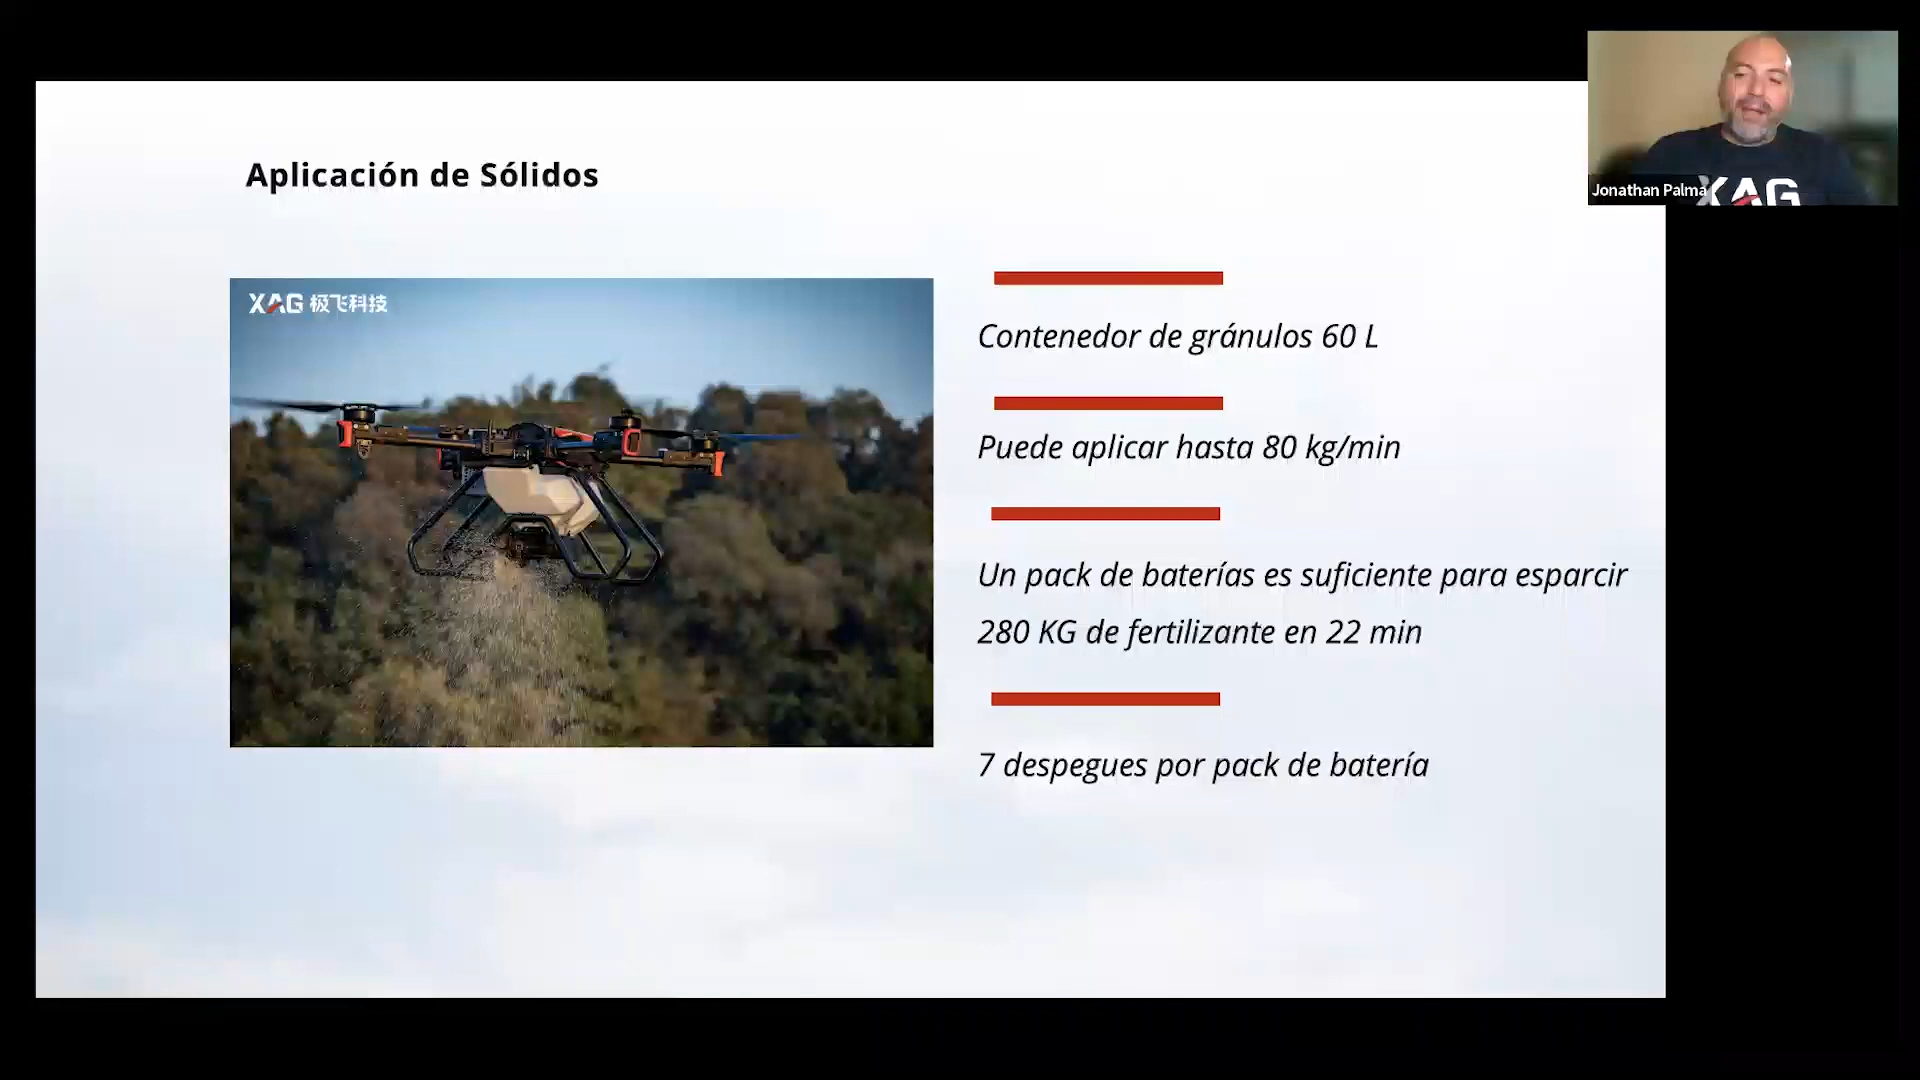 Aplicación de Sólidos
XAG 极飞科技
Contenedor de gránulos 60 L
Puede aplicar hasta 80 kg/min
Un pack de baterías es suficiente para esparcir
280 KG de fertilizante en 22 min
7 despegues por pack de batería
Jonathan Palma
XAG